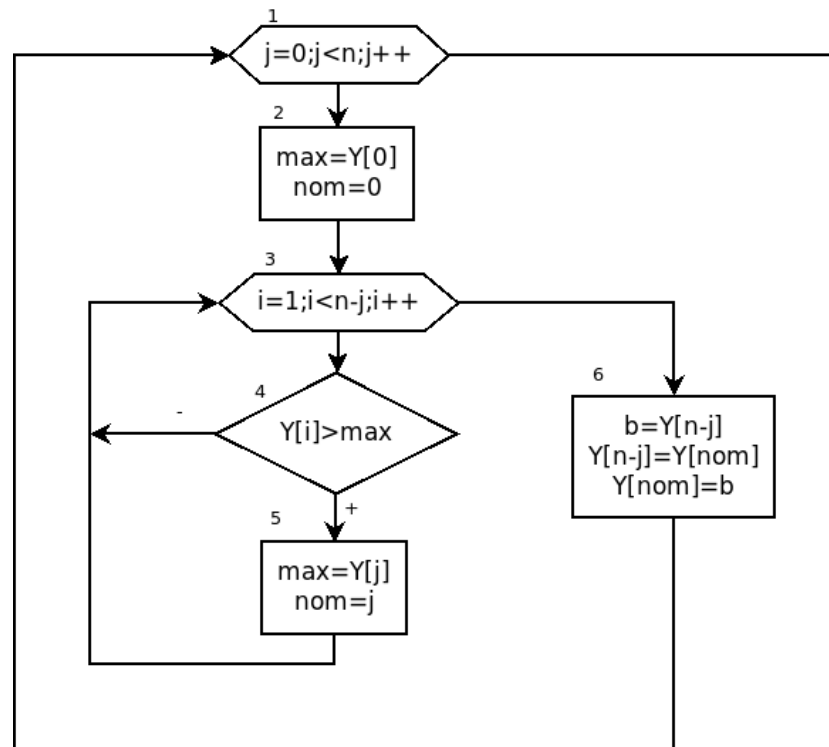 1
j=0;j<n;j++
2
max=Y[0]
nom=0
3
i=1;i<n-j;i++
4
Y[i]>max
-
+
5
max=Y[j]
nom=j
6
b=Y[n-j]
Y[n-j]=Y[nom]
Y[nom]=b